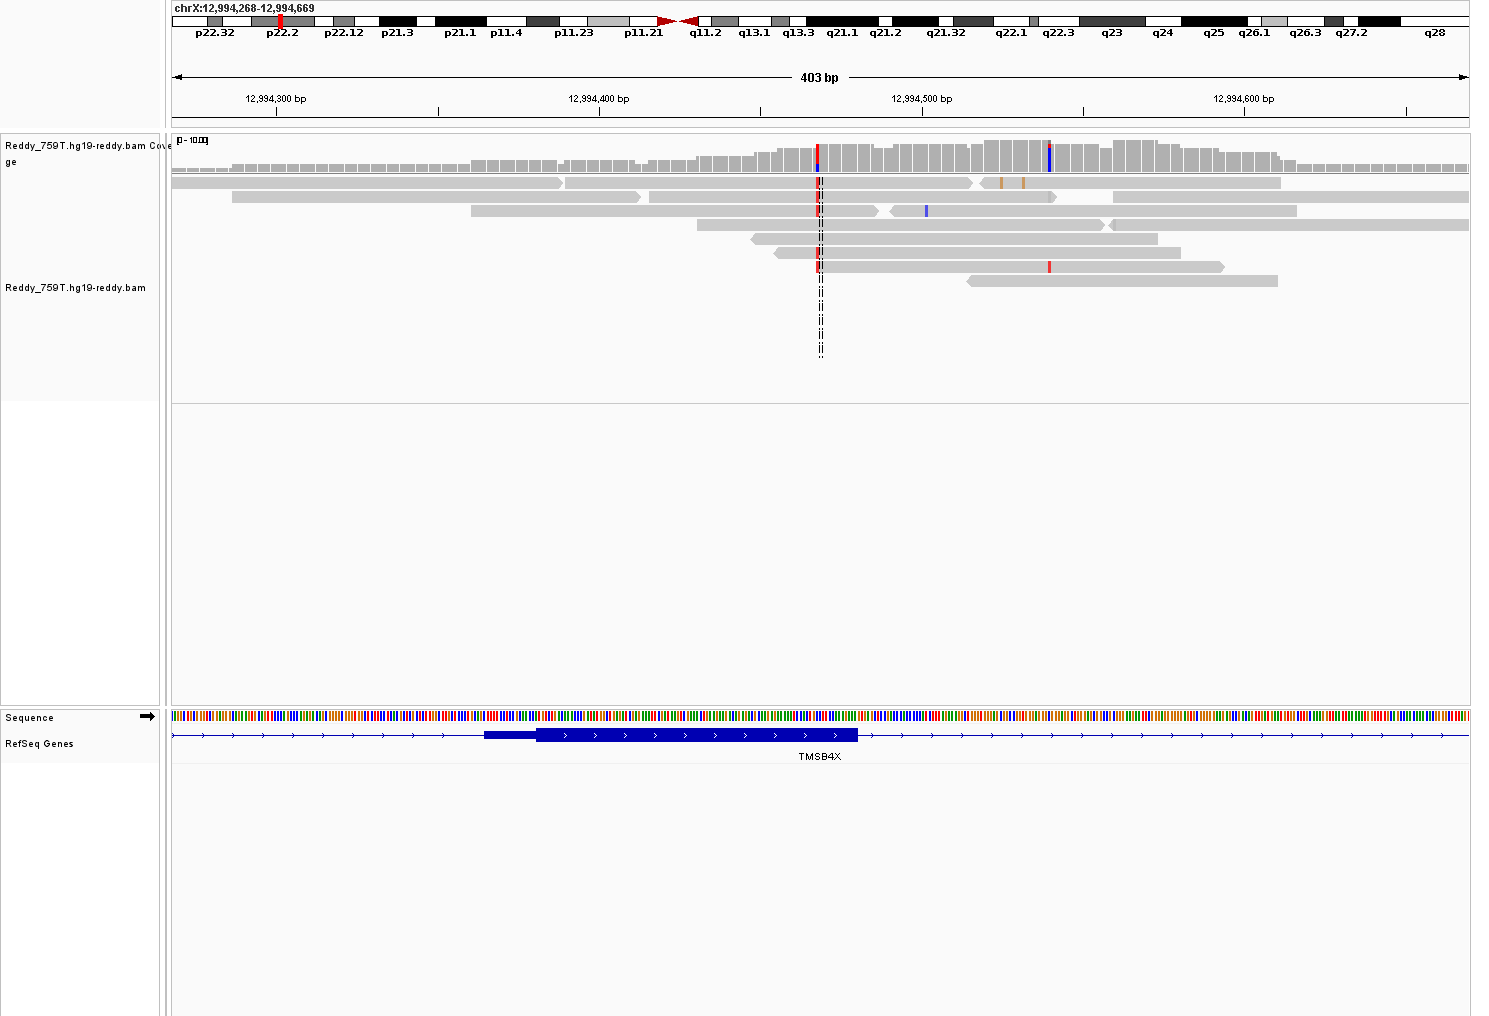 chrX:12,994,268-12,994,669
p22.32 p22.2 p22.12 p21.3 p21.1 p11.4 p11.23 p11.21 q11.2 q13.1 q13.3 q21.1 q21.2 q21.32 q22.1 q22.3 q23 q24 q25 q26.1 q26.3 q27.2 q28
403 bp
12,994,300 bp 12,994,400 bp 12,994,500 bp 12,994,600 bp
Reddy_759T.hg19-reddy.bam Cove
ge
[0 - 10.00]
Reddy_759T.hg19-reddy.bam
Sequence
RefSeq Genes
TMSB4X